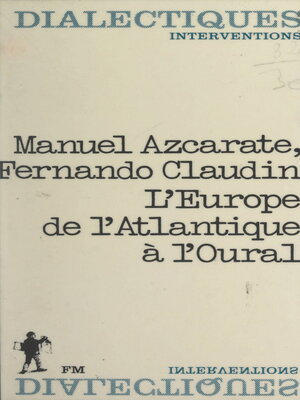 DIALECTIQUES
INTERVENTIONS
Manuel Azcarate,
Fernando Claudin
L'Europe
de l'Atlantique
à l'Oural
FM
INTERVENTIONS
DIALECTIQUES